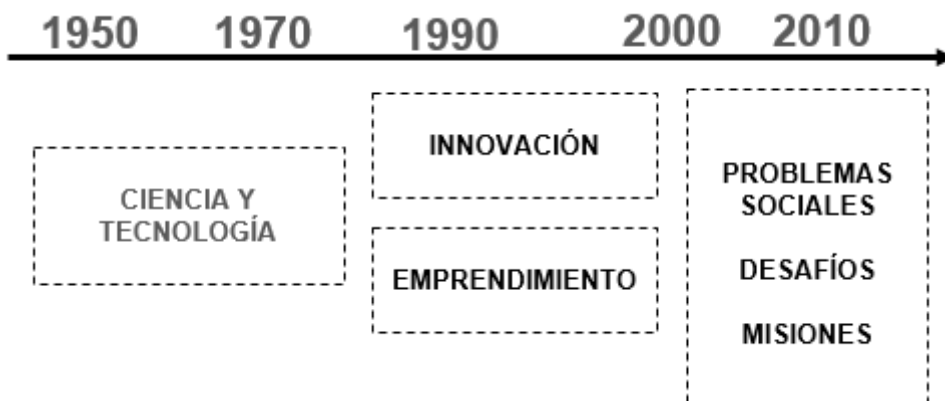 1950 1970 1990 2000 2010
CIENCIA Y
TECNOLOGÍA
INNOVACIÓN
EMPRENDIMIENTO
PROBLEMAS
SOCIALES
DESAFÍOS
MISIONES